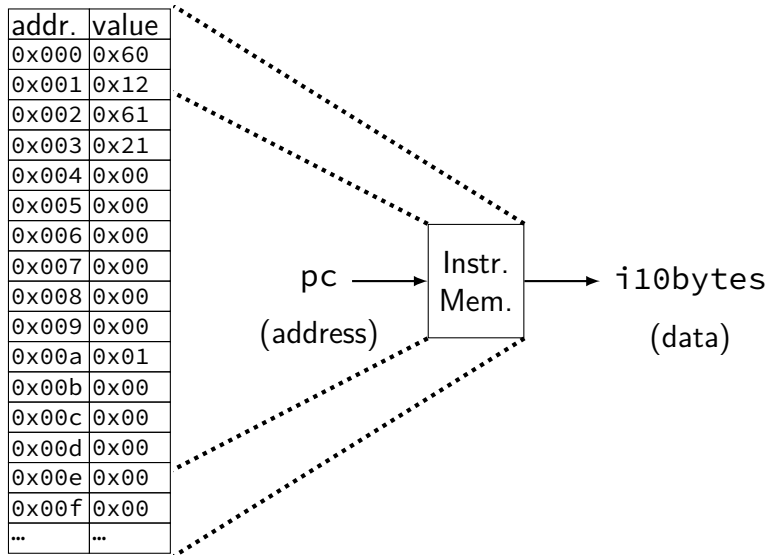 addr. value
0x000 0x60
0x001 0x12
0x002 0x61
0x003 0x21
0x004 0x00
0x005 0x00
0x006 0x00
0x007 0x00
0x008 0x00
0x009 0x00
0x00a 0x01
0x00b 0x00
0x00c 0x00
0x00d 0x00
0x00e 0x00
0x00f 0x00
… …
pc
(address)
Instr.
Mem.
i10bytes
(data)